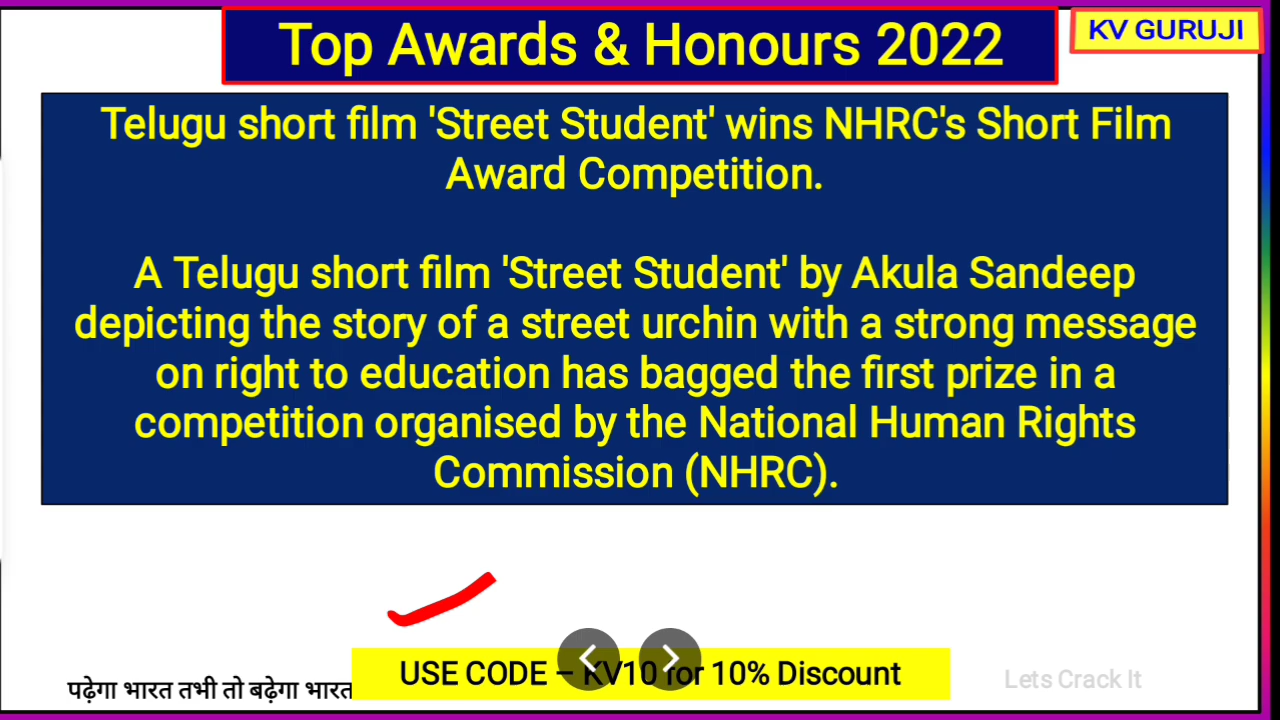 Top Awards & Honours 2022
KV GURUJI
Telugu short film 'Street Student' wins NHRC's Short Film
Award Competition.
A Telugu short film 'Street Student' by Akula Sandeep
depicting the story of a street urchin with a strong message
on right to education has bagged the first prize in a
competition organised by the National Human Rights
Commission (NHRC).
USE CODE – KV10 for 10% Discount
पढ़ेगा भारत तभी तो बढ़ेगा भारत
Lets Crack It